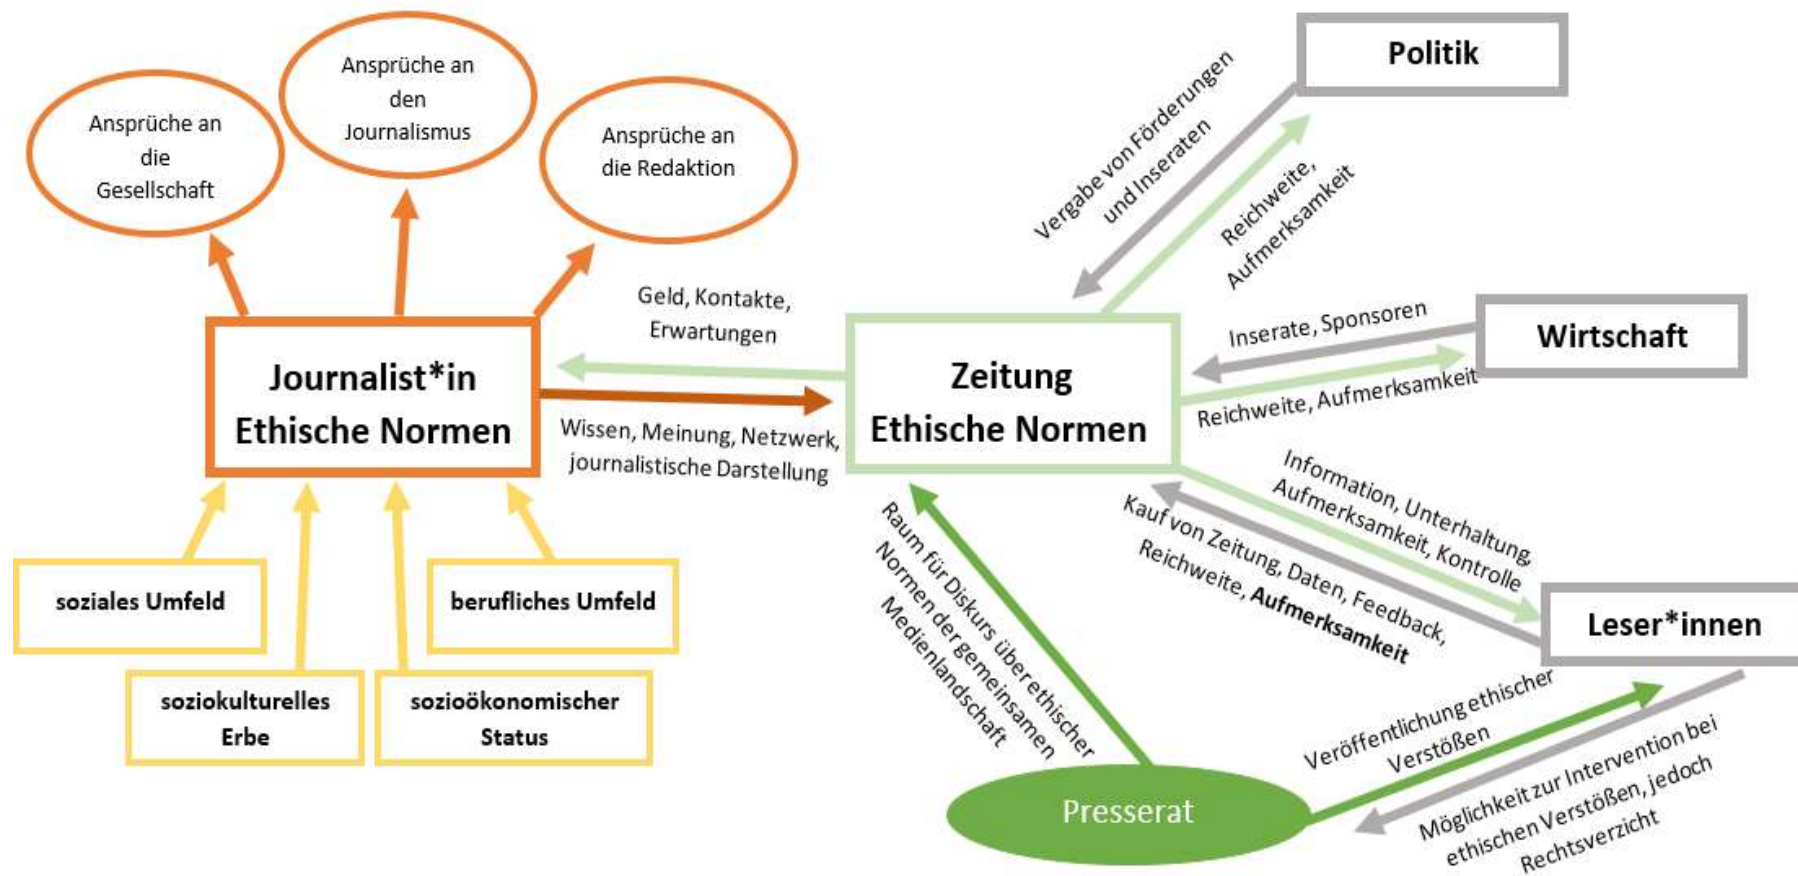 Ansprüche an
die
Gesellschaft
Ansprüche an
den
Journalismus
Ansprüche an
die Redaktion
Journalist*in
Ethische Normen
soziales Umfeld
berufliches Umfeld
soziokulturelles
Erbe
sozioökonomischer
Status
Geld, Kontakte,
Erwartungen
Wissen, Meinung, Netzwerk,
journalistische Darstellung
Zeitung
Ethische Normen
Politik
Vergabe von Förderungen
und Inseraten
Reichweite,
Aufmerksamkeit
Wirtschaft
Inserate, Sponsoren
Reichweite, Aufmerksamkeit
Information, Unterhaltung,
Aufmerksamkeit, Kontrolle
Kauf von Zeitung, Daten, Feedback,
Reichweite, Aufmerksamkeit
Leser*innen
Raum für Diskurs über ethischer
Normen der gemeinsamen
Medienlandschaft
Presserat
Veröffentlichung ethischer
Verstößen
Möglichkeit zur Intervention bei
ethischen Verstößen, jedoch
Rechtsverzicht